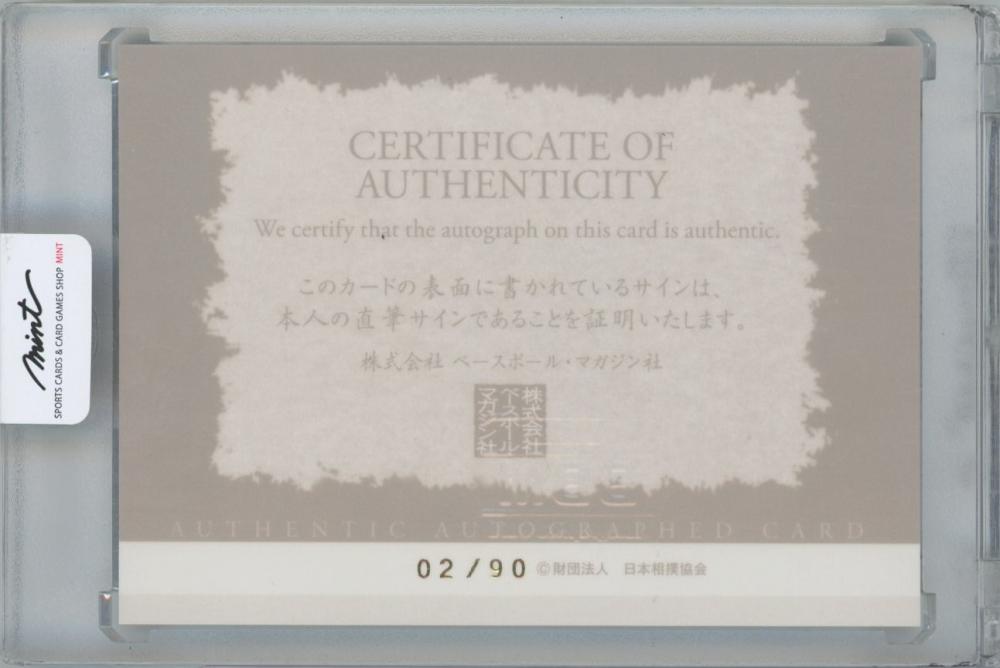 CERTIFICATE OF
AUTHENTICITY
We certify that the autograph on this card is authentic.
このカードの表面に書かれているサインは、
本人の直筆サインであることを証明いたします。
株式会社 ベースボール・マガジン社
株式会社
ベースボール
マガジン社
AUTHENTIC AUTOGRAPHED CARD
02/90 ©財団法人 日本相撲協会
mint
SPORTS CARDS & CARD GAMES SHOP MINT